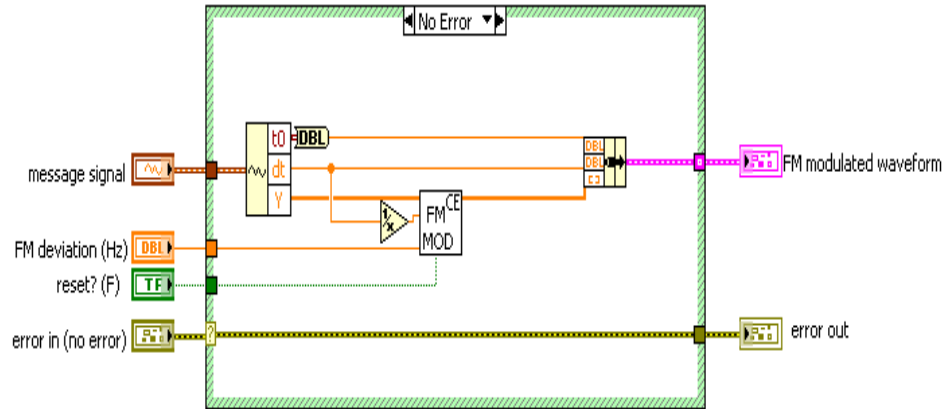 No Error
t0 DBL
dt
Y
message signal
FM modulated waveform
DBL
DBL
1/x
FM CE
MOD
FM deviation (Hz)
DBL
reset? (F)
TF
error in (no error)
?
error out